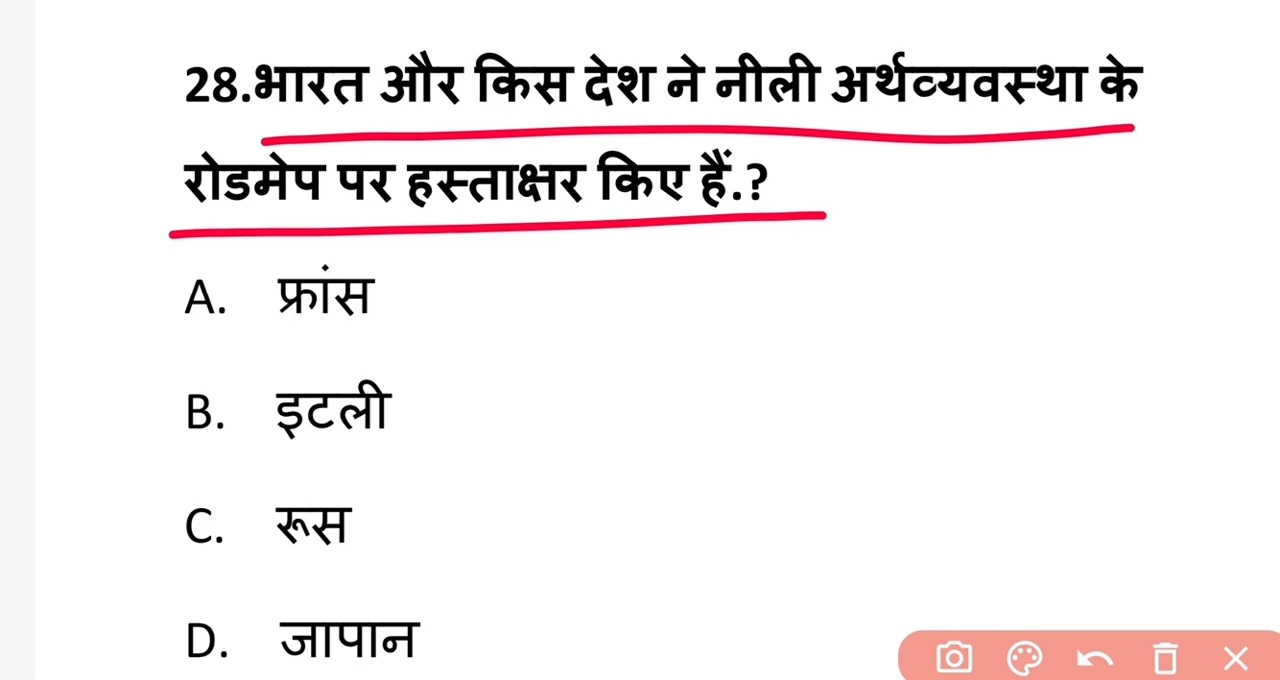 28.भारत और किस देश ने नीली अर्थव्यवस्था के
रोडमेप पर हस्ताक्षर किए हैं.?
A. फ्रांस
B. इटली
C. रूस
D. जापान